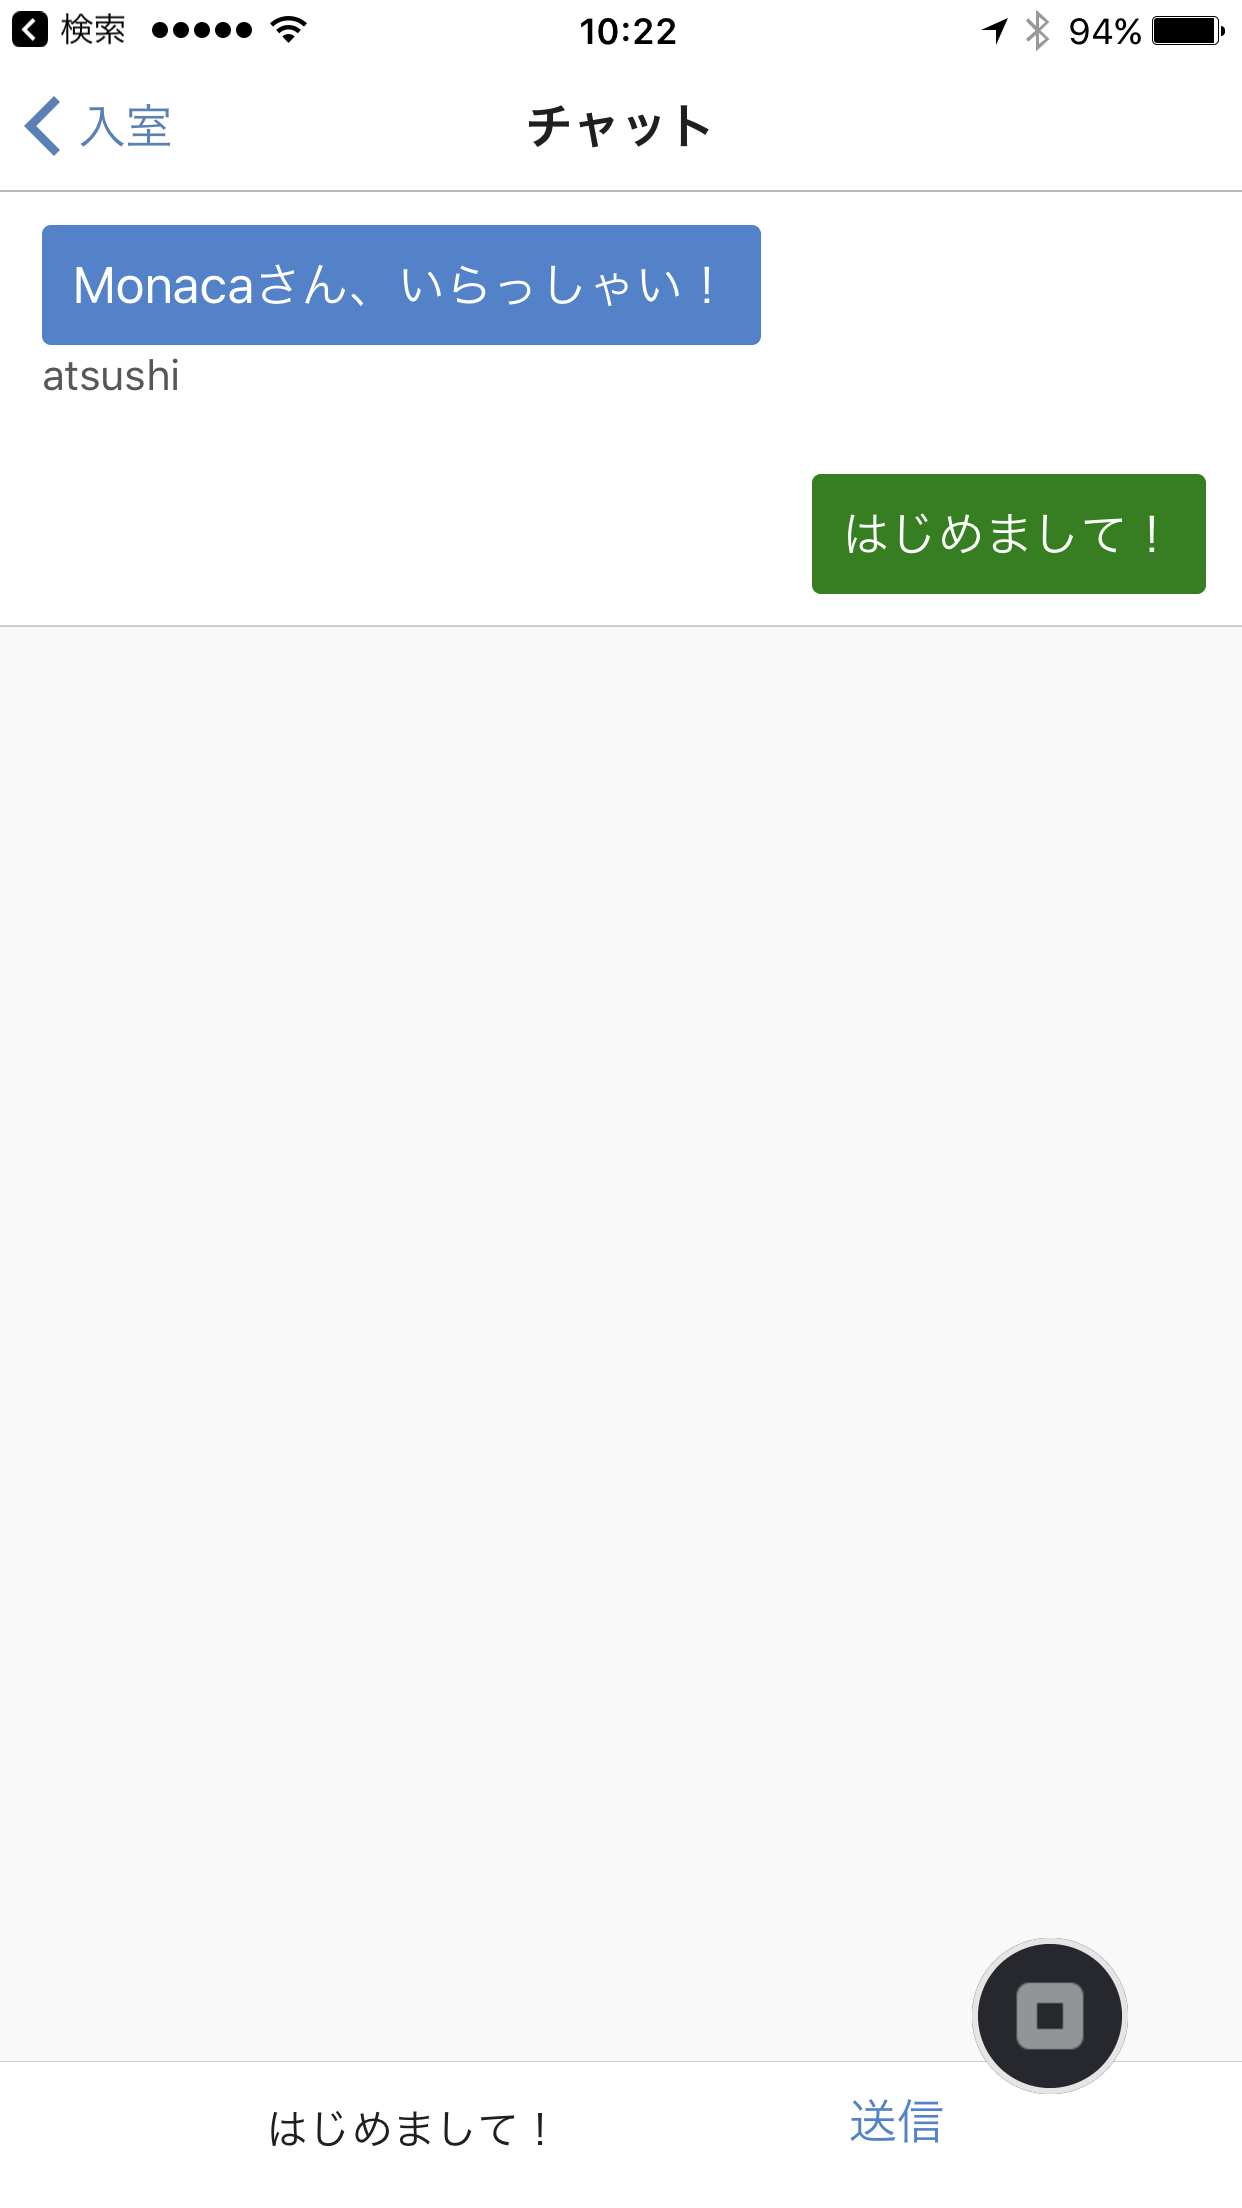 検索 10:22 94%
入室 チャット
Monacaさん、いらっしゃい！
atsushi
はじめまして！
はじめまして！ 送信